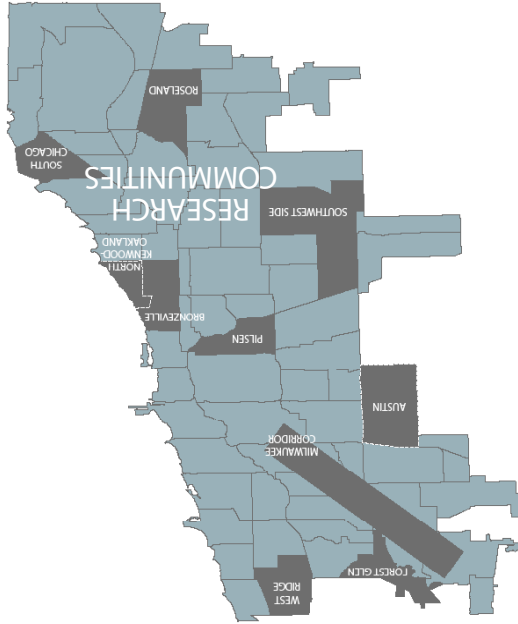 WEST
RIDGE
FOREST GLEN
MILWAUKEE
CORRIDOR
AUSTIN
PILSEN
BRONZEVILLE
NORTH
KENWOOD-
OAKLAND
RESEARCH
COMMUNITIES
SOUTHWEST SIDE
SOUTH
CHICAGO
ROSELAND